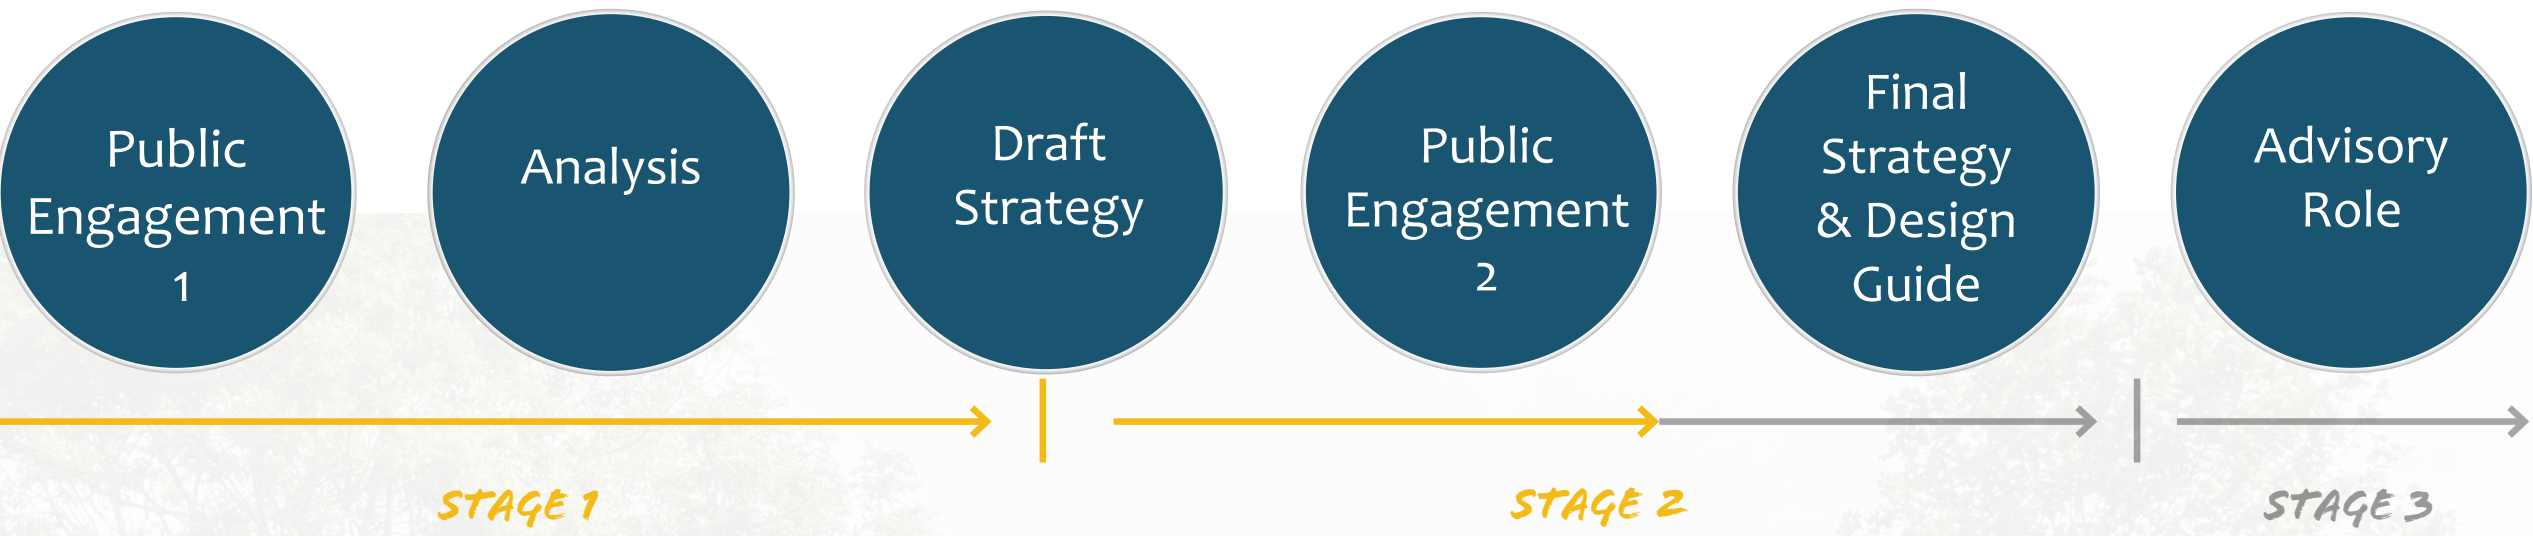 Public
Engagement
1
Analysis
Draft
Strategy
Public
Engagement
2
Final
Strategy
& Design
Guide
Advisory
Role
STAGE 1
STAGE 2
STAGE 3